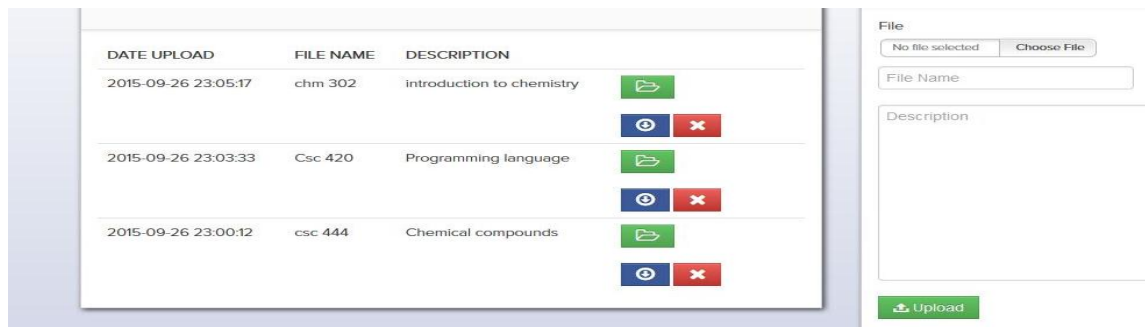 DATE UPLOAD FILE NAME DESCRIPTION
2015-09-26 23:05:17 chm 302 introduction to chemistry
2015-09-26 23:03:33 Csc 420 Programming language
2015-09-26 23:00:12 csc 444 Chemical compounds
File
No file selected Choose File
File Name
Description
Upload